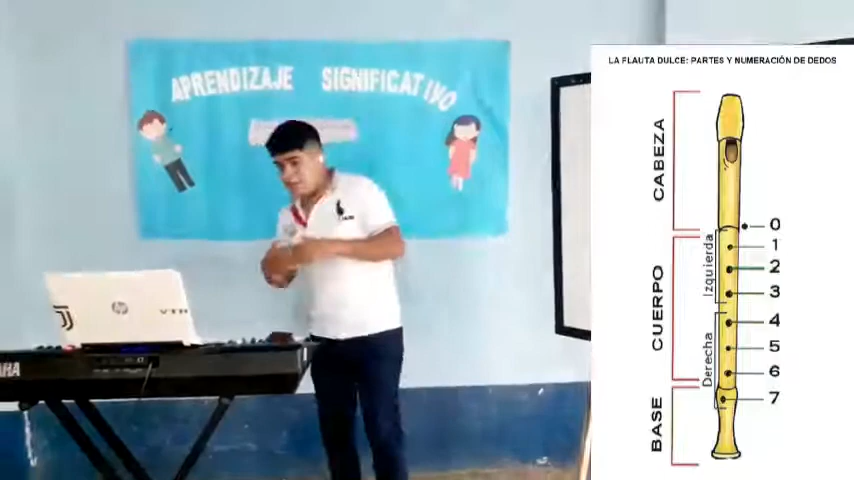 APRENDIZAJE SIGNIFICATIVO
LA FLAUTA DULCE: PARTES Y NUMERACIÓN DE DEDOS
CABEZA
CUERPO
BASE
Izquierda
Derecha
0
1
2
3
4
5
6
7
hp
VTR